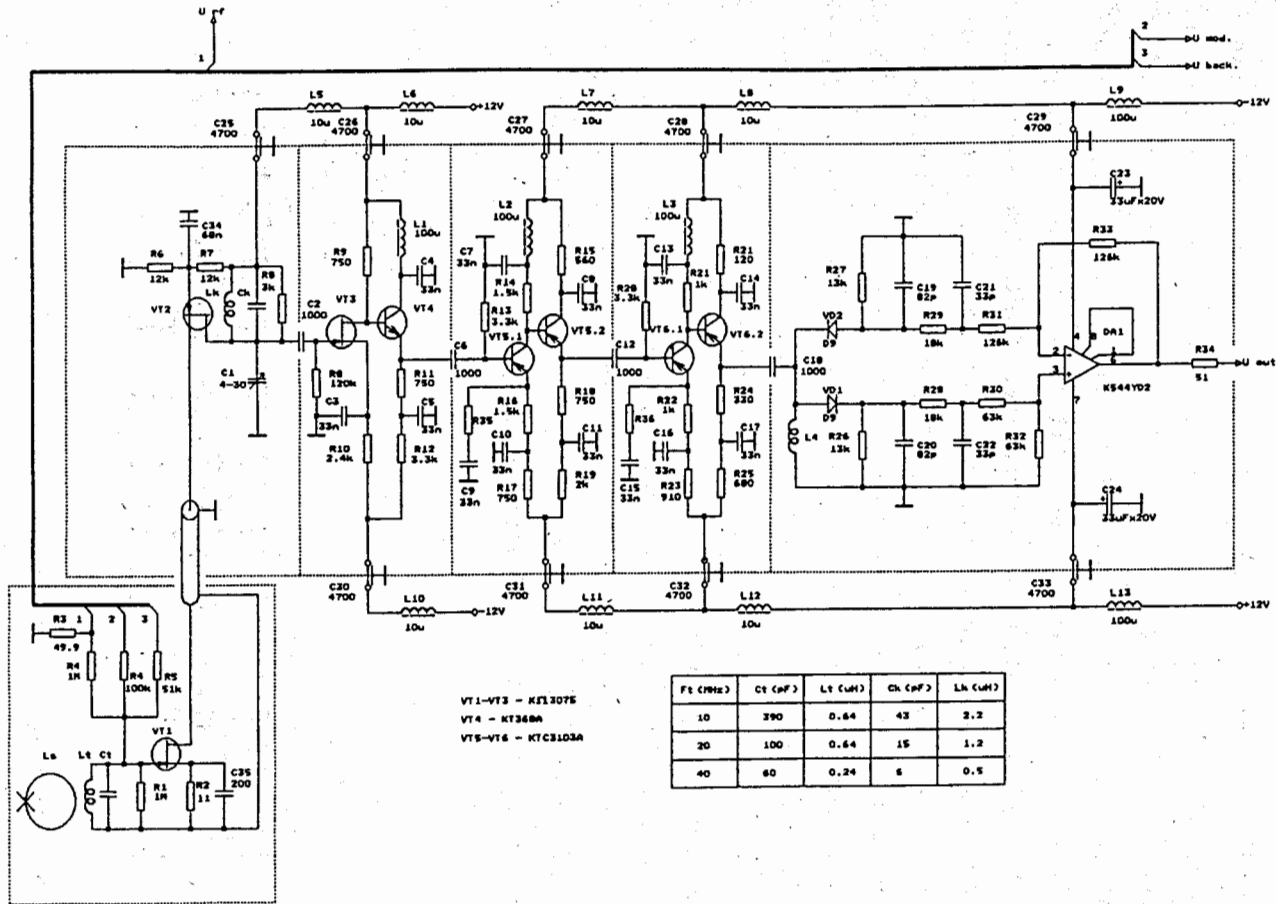 U rf
1
2
U mod.
3
U back.
L5
10u
L6
10u
+12V
L7
10u
L8
10u
L9
100u
-12V
C25
4700
C26
4700
C27
4700
C28
4700
C29
4700
C34
68n
R6
12k
R7
12k
Lk
Ck
3k
VT2
C1
4-30
C2
1000
R9
750
VT3
L1
100u
C4
33n
VT4
R8
120k
C3
33n
R10
2.4k
R11
750
C5
33n
R12
3.3k
C6
1000
C7
33n
L2
100u
R14
1.5k
R13
3.3k
VT5.1
R15
560
C8
33n
VT5.2
R35
C9
33n
R16
1.5k
C10
33n
R17
750
R18
750
C11
33n
R19
2k
C12
1000
C13
33n
L3
100u
R21
1k
R20
3.3k
VT6.1
R21
120
C14
33n
VT6.2
R36
C15
33n
R22
1k
C16
33n
R23
910
R24
330
C17
33n
R25
680
C18
1000
R27
13k
C19
82p
C21
33p
VD2
D9
R29
18k
R31
126k
VD1
D9
R28
18k
R30
63k
L4
R26
13k
C20
82p
C22
33p
R32
63k
C23
33uFx20V
R33
126k
4
8
DA1
2
3
6
7
K544YD2
R34
51
U out
C24
33uFx20V
C30
4700
C31
4700
C32
4700
C33
4700
L10
10u
-12V
L11
10u
L12
10u
L13
100u
+12V
R3
49.9
1
2
3
R4
1M
R4
100k
R5
51k
VT1
Ls
Lt Ct
R1
1M
R2
11
C35
200
VT4 - KT368A
VT5-VT6 - KTC3103A
Ft (MHz) Ct (pF) Lt (uH) Ck (pF) Lk (uH)
10 390 0.64 43 2.2
20 100 0.64 15 1.2
40 60 0.24 6 0.5